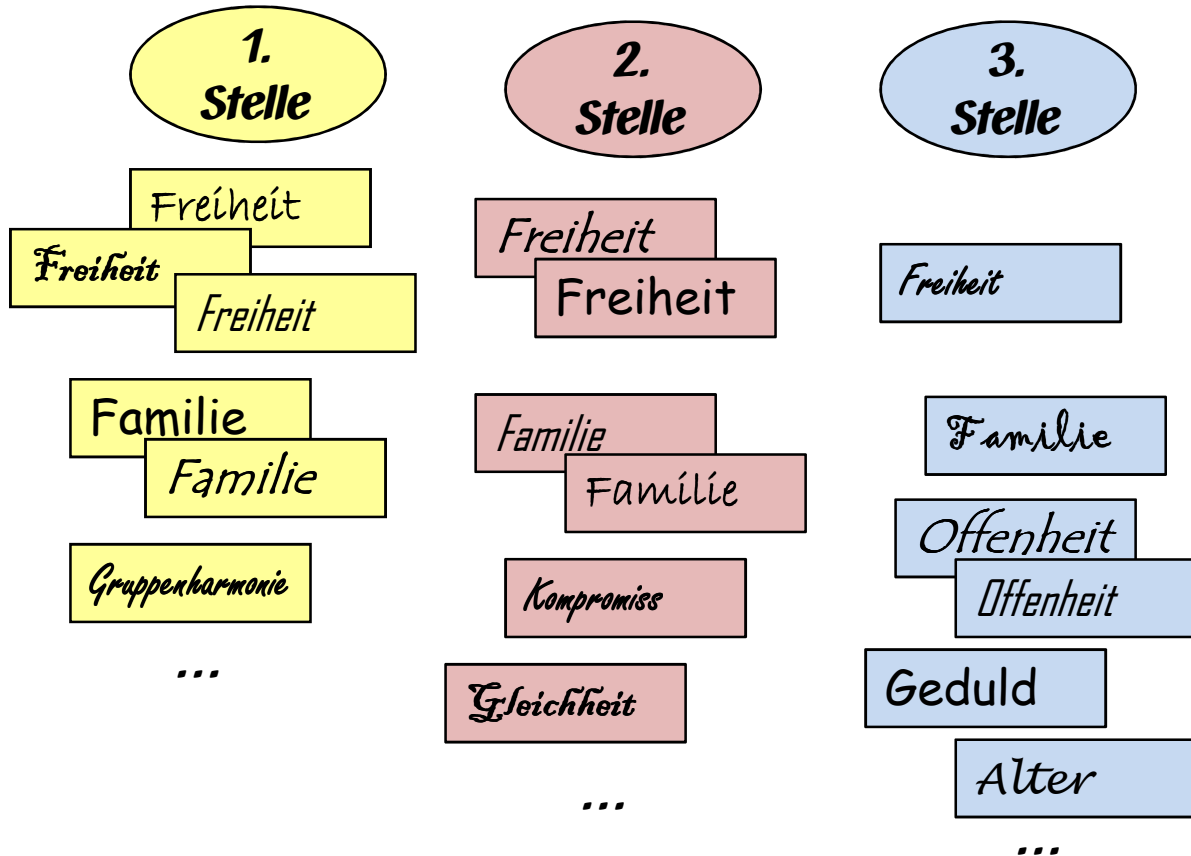 1.
Stelle
Freiheit
Freiheit
Freiheit
Familie
Familie
Gruppenharmonie
...
2.
Stelle
Freiheit
Freiheit
Familie
Familie
Kompromiss
Gleichheit
...
3.
Stelle
Freiheit
Familie
Offenheit
Offenheit
Geduld
Alter
...